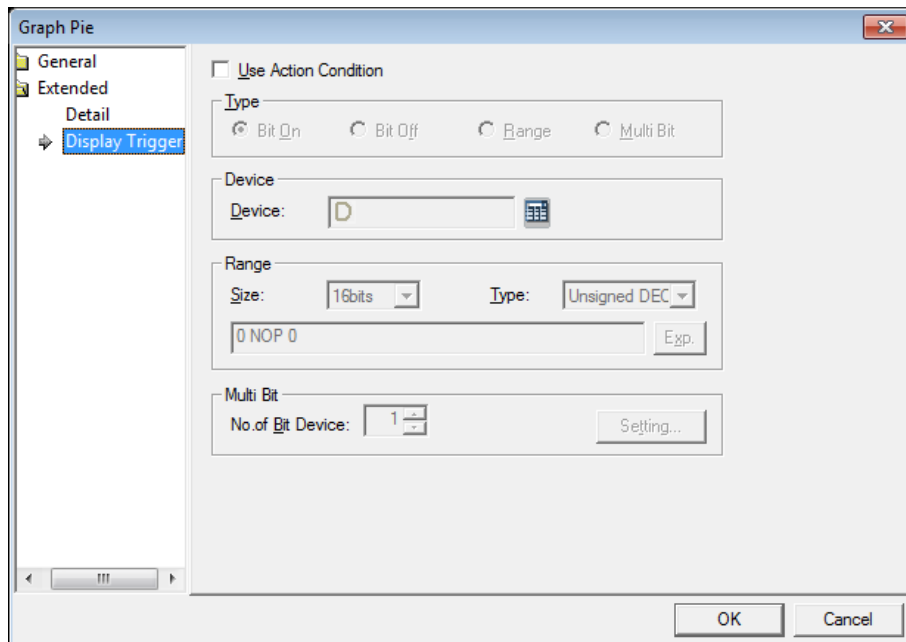 Graph Pie
General
Extended
Detail
Display Trigger
Use Action Condition
Type
Bit On Bit Off Range Multi Bit
Device
Device: D
Range
Size: 16bits Type: Unsigned DEC
0 NOP 0 Exp.
Multi Bit
No.of Bit Device: 1 Setting...
OK Cancel